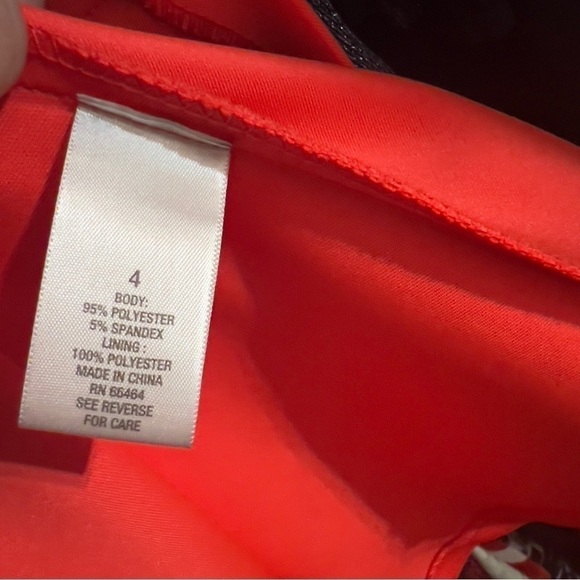 4
BODY:
95% POLYESTER
5% SPANDEX
LINING :
100% POLYESTER
MADE IN CHINA
RN 66464
SEE REVERSE
FOR CARE